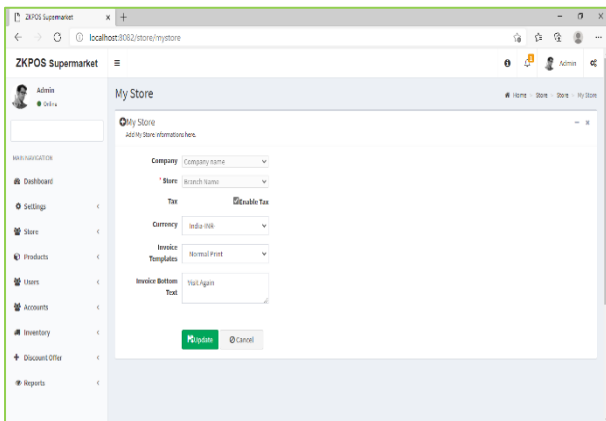 ZKPOS Supermarket
localhost:8082/store/mystore
ZKPOS Supermarket
Admin
Admin
Online
My Store
Home > Store > Store > My Store
My Store
Add My Store informations here.
MAIN NAVIGATION
Dashboard
Settings
Store
Products
Users
Accounts
Inventory
Discount Offer
Reports
Company Company name
* Store Branch Name
Tax Enable Tax
Currency India-INR
Invoice Templates Normal Print
Invoice Bottom Text Visit Again
Update Cancel